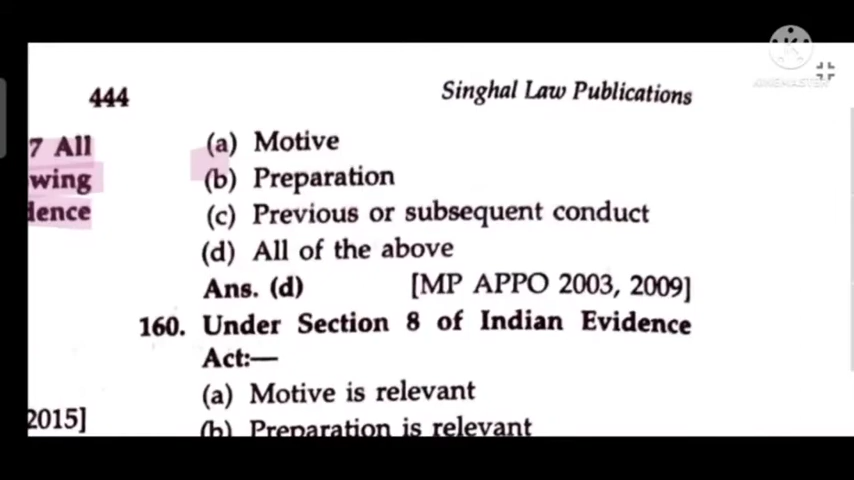 KINEMASTER
444
Singhal Law Publications
7 All
wing
dence
(a) Motive
(b) Preparation
(c) Previous or subsequent conduct
(d) All of the above
Ans. (d) [MP APPO 2003, 2009]
160. Under Section 8 of Indian Evidence
Act:—
(a) Motive is relevant
(b) Preparation is relevant
2015]